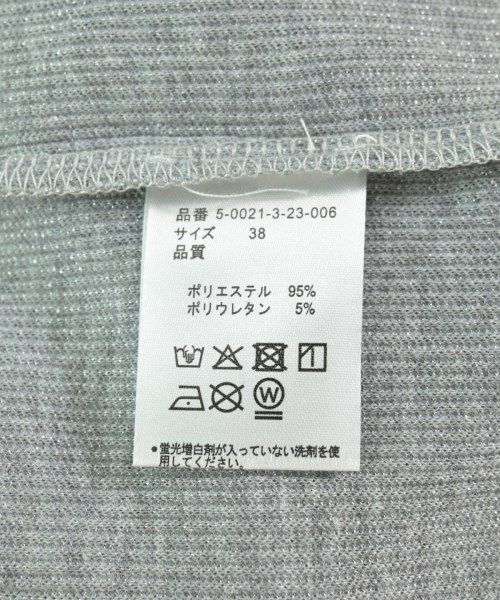 品番 5-0021-3-23-006
サイズ 38
品質
ポリエステル 95%
ポリウレタン 5%
W
●蛍光増白剤が入っていない洗剤を使
用してください。